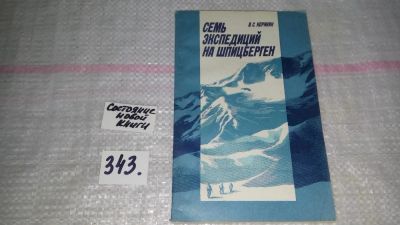 В.С. КОРЯКИН
СЕМЬ
ЭКСПЕДИЦИЙ
НА ШПИЦБЕРГЕН
Состояние
новой
книги
343.